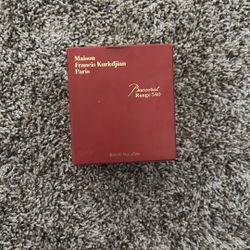 Maison
Francis Kurkdjian
Paris
Baccarat
Rouge 540